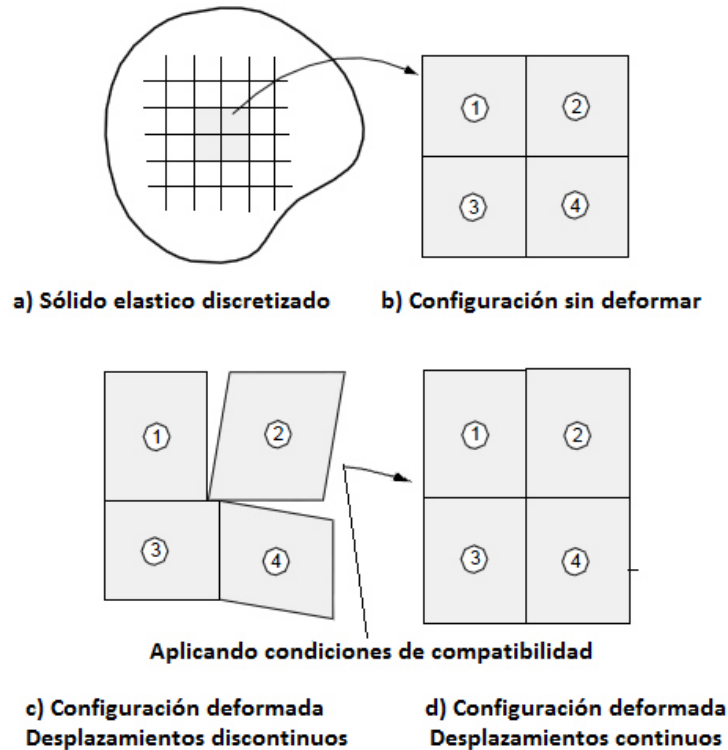 1 2
3 4
a) Sólido elastico discretizado b) Configuración sin deformar
1 2 1 2
3 4 3 4
Aplicando condiciones de compatibilidad
c) Configuración deformada d) Configuración deformada
Desplazamientos discontinuos Desplazamientos continuos